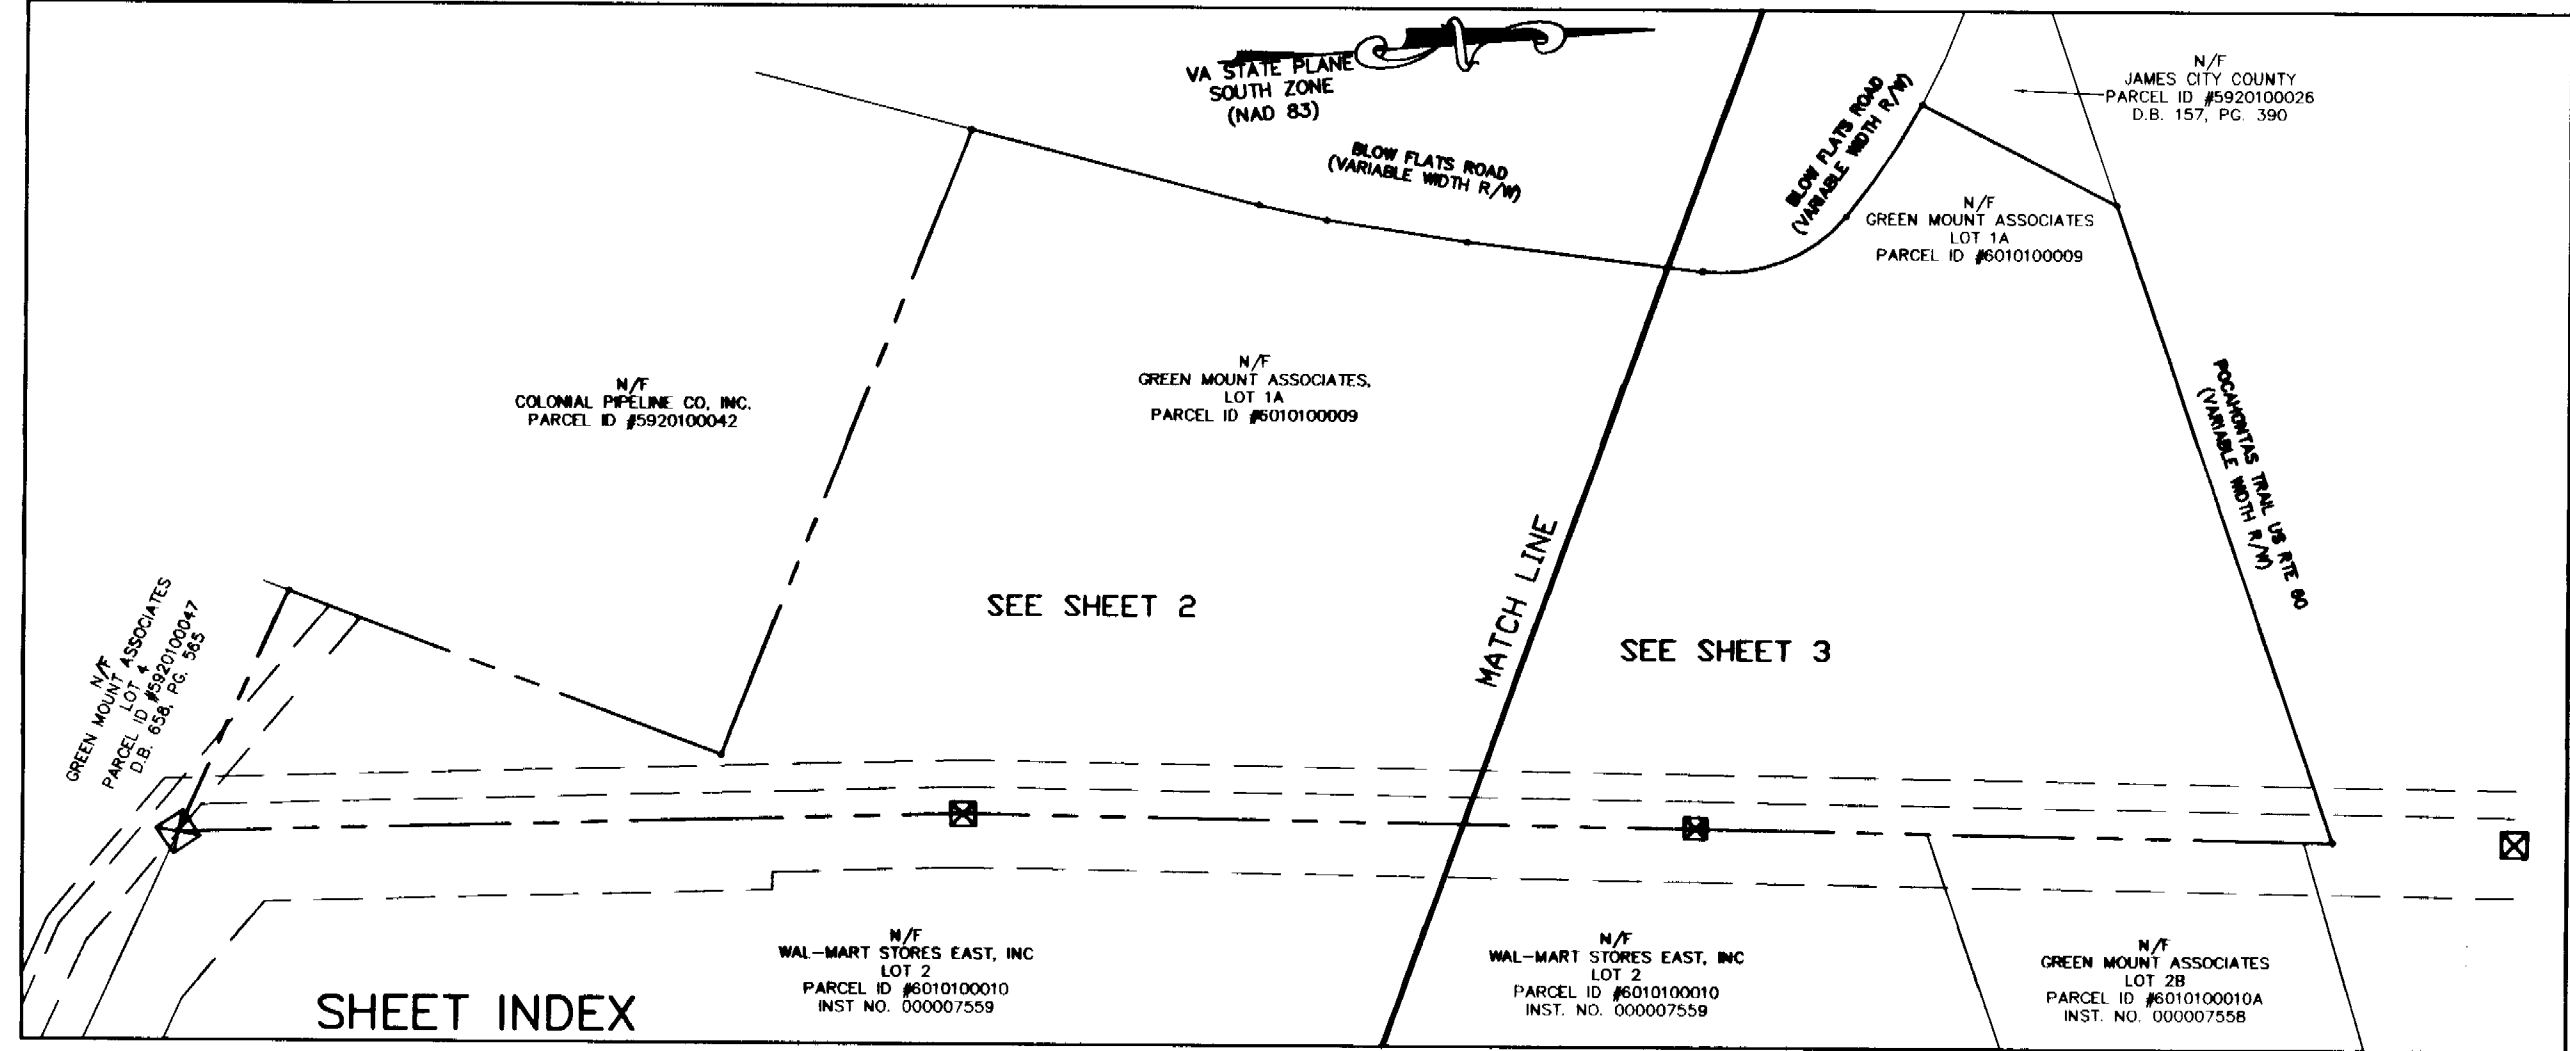 VA STATE PLANE
SOUTH ZONE
(NAD 83)
BLOW FLATS ROAD
(VARIABLE WIDTH R/W)
BLOW FLATS ROAD
(VARIABLE WIDTH R/W)
N/F
JAMES CITY COUNTY
PARCEL ID #5920100026
D.B. 157, PG. 390
N/F
GREEN MOUNT ASSOCIATES
LOT 1A
PARCEL ID #6010100009
N/F
COLONIAL PIPELINE CO, INC.
PARCEL ID #5920100042
N/F
GREEN MOUNT ASSOCIATES,
LOT 1A
PARCEL ID #6010100009
POCAHONTAS TRAIL US RTE 60
(VARIABLE WIDTH R/W)
N/F
GREEN MOUNT ASSOCIATES
LOT 4
PARCEL ID #5920100047
D.B. 658, PG. 565
SEE SHEET 2
MATCH LINE
SEE SHEET 3
N/F
WAL-MART STORES EAST, INC
LOT 2
PARCEL ID #6010100010
INST NO. 000007559
N/F
WAL-MART STORES EAST, INC
LOT 2
PARCEL ID #6010100010
INST. NO. 000007559
N/F
GREEN MOUNT ASSOCIATES
LOT 2B
PARCEL ID #6010100010A
INST. NO. 000007558
SHEET INDEX